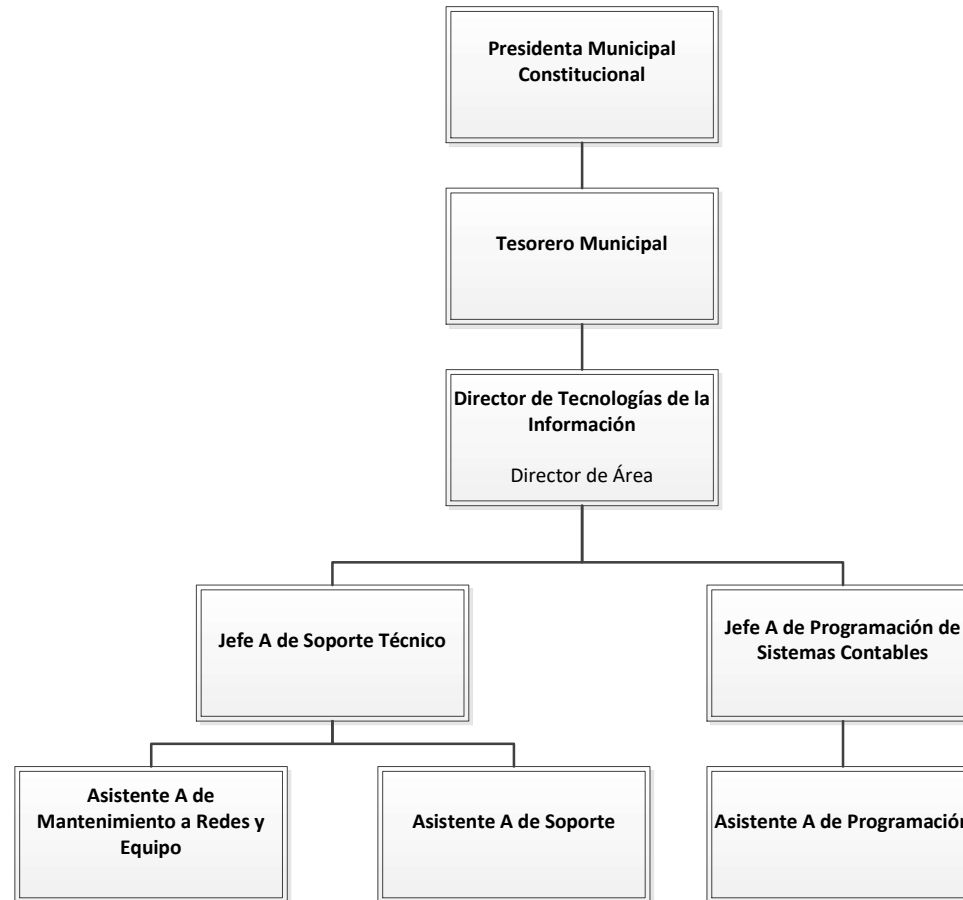 Presidenta Municipal
Constitucional
Tesorero Municipal
Director de Tecnologías de la
Información
Director de Área
Jefe A de Soporte Técnico
Jefe A de Programación de
Sistemas Contables
Asistente A de
Mantenimiento a Redes y
Equipo
Asistente A de Soporte
Asistente A de Programación